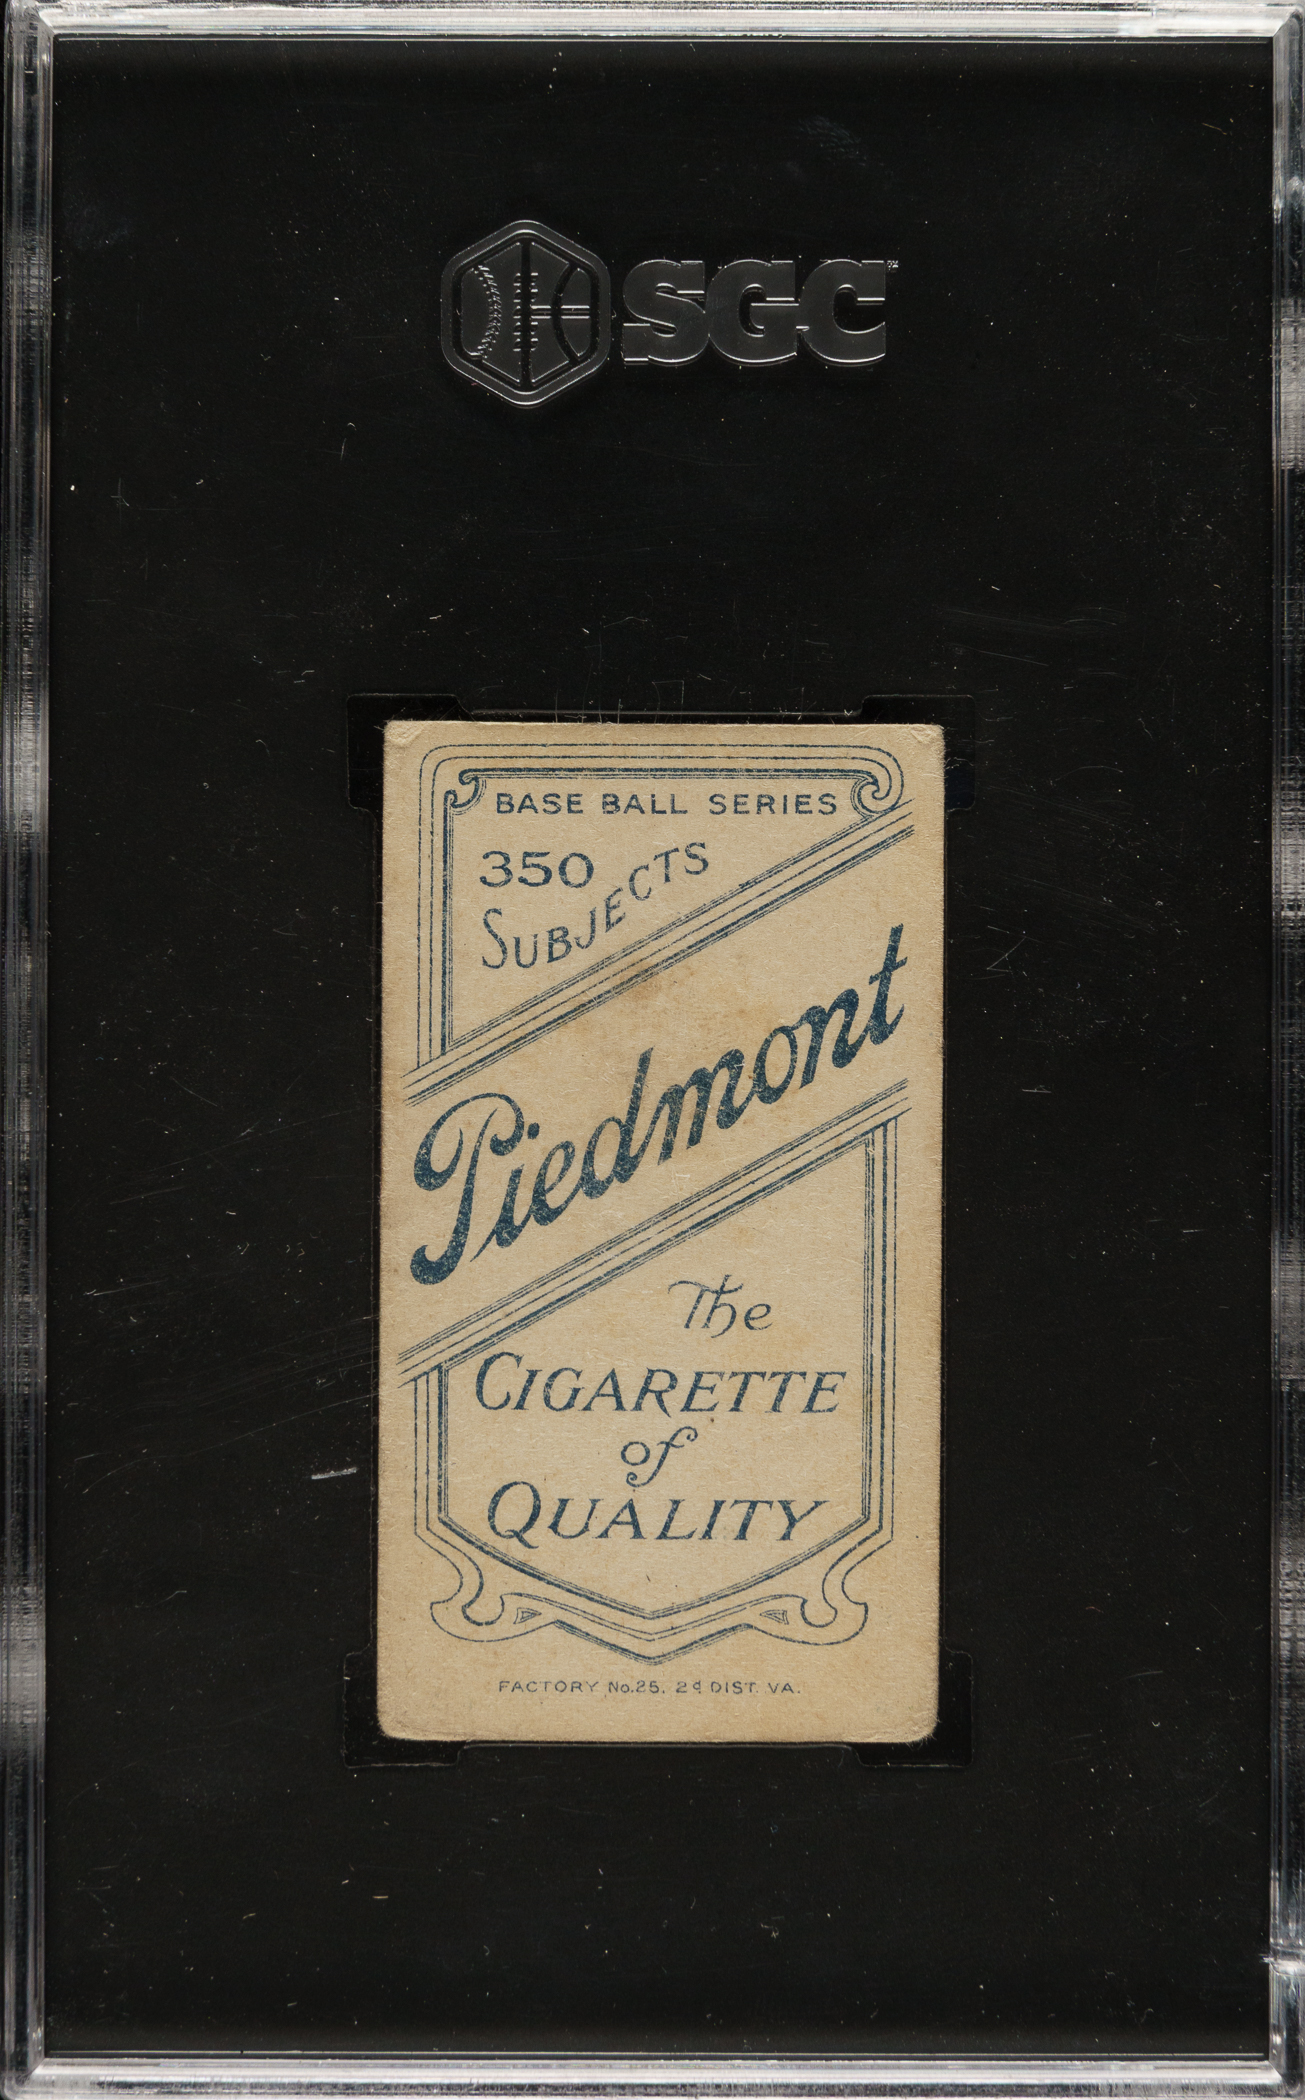 SGC
BASE BALL SERIES
350
SUBJECTS
Piedmont
The
CIGARETTE
of
QUALITY
FACTORY No.25. 2d DIST. VA.